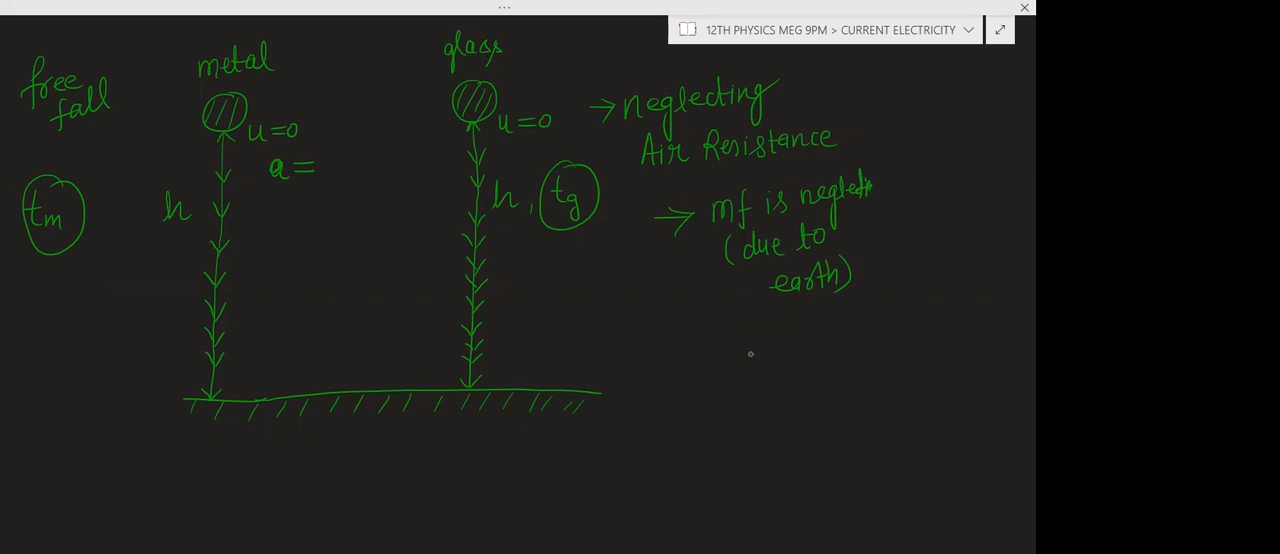 12TH PHYSICS MEG 9PM > CURRENT ELECTRICITY
free
fall
metal
u=0
a=
h
tm
glass
u=0
h, tg
→ neglecting
Air Resistance
→ mf is neglect
(due to
earth)